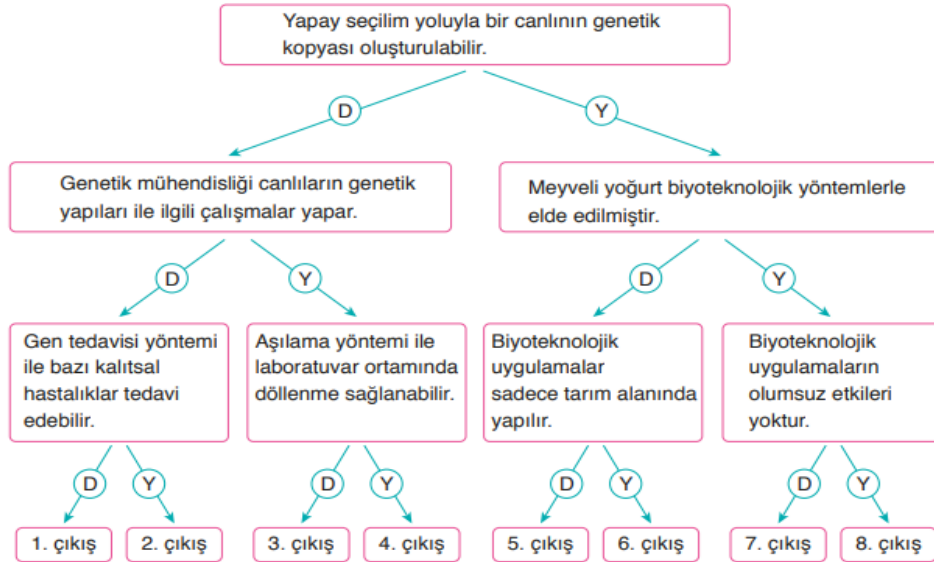 Yapay seçilim yoluyla bir canlının genetik
kopyası oluşturulabilir.
D
Y
Genetik mühendisliği canlıların genetik
yapıları ile ilgili çalışmalar yapar.
Meyveli yoğurt biyoteknolojik yöntemlerle
elde edilmiştir.
D
Y
D
Y
Gen tedavisi yöntemi
ile bazı kalıtsal
hastalıklar tedavi
edebilir.
Aşılama yöntemi ile
laboratuvar ortamında
döllenme sağlanabilir.
Biyoteknolojik
uygulamalar
sadece tarım alanında
yapılır.
Biyoteknolojik
uygulamaların
olumsuz etkileri
yoktur.
D
Y
D
Y
D
Y
D
Y
1. çıkış
2. çıkış
3. çıkış
4. çıkış
5. çıkış
6. çıkış
7. çıkış
8. çıkış